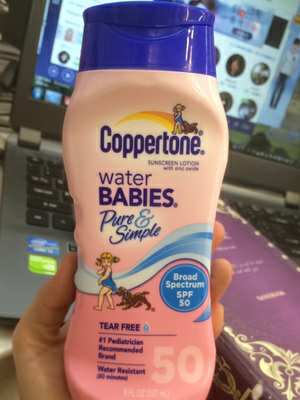 Coppertone®
SUNSCREEN LOTION
with zinc oxide
water
BABIES®
Pure &
Simple
Broad
Spectrum
SPF
50
TEAR FREE
#1 Pediatrician
Recommended
Brand
Water Resistant
(80 minutes)
50